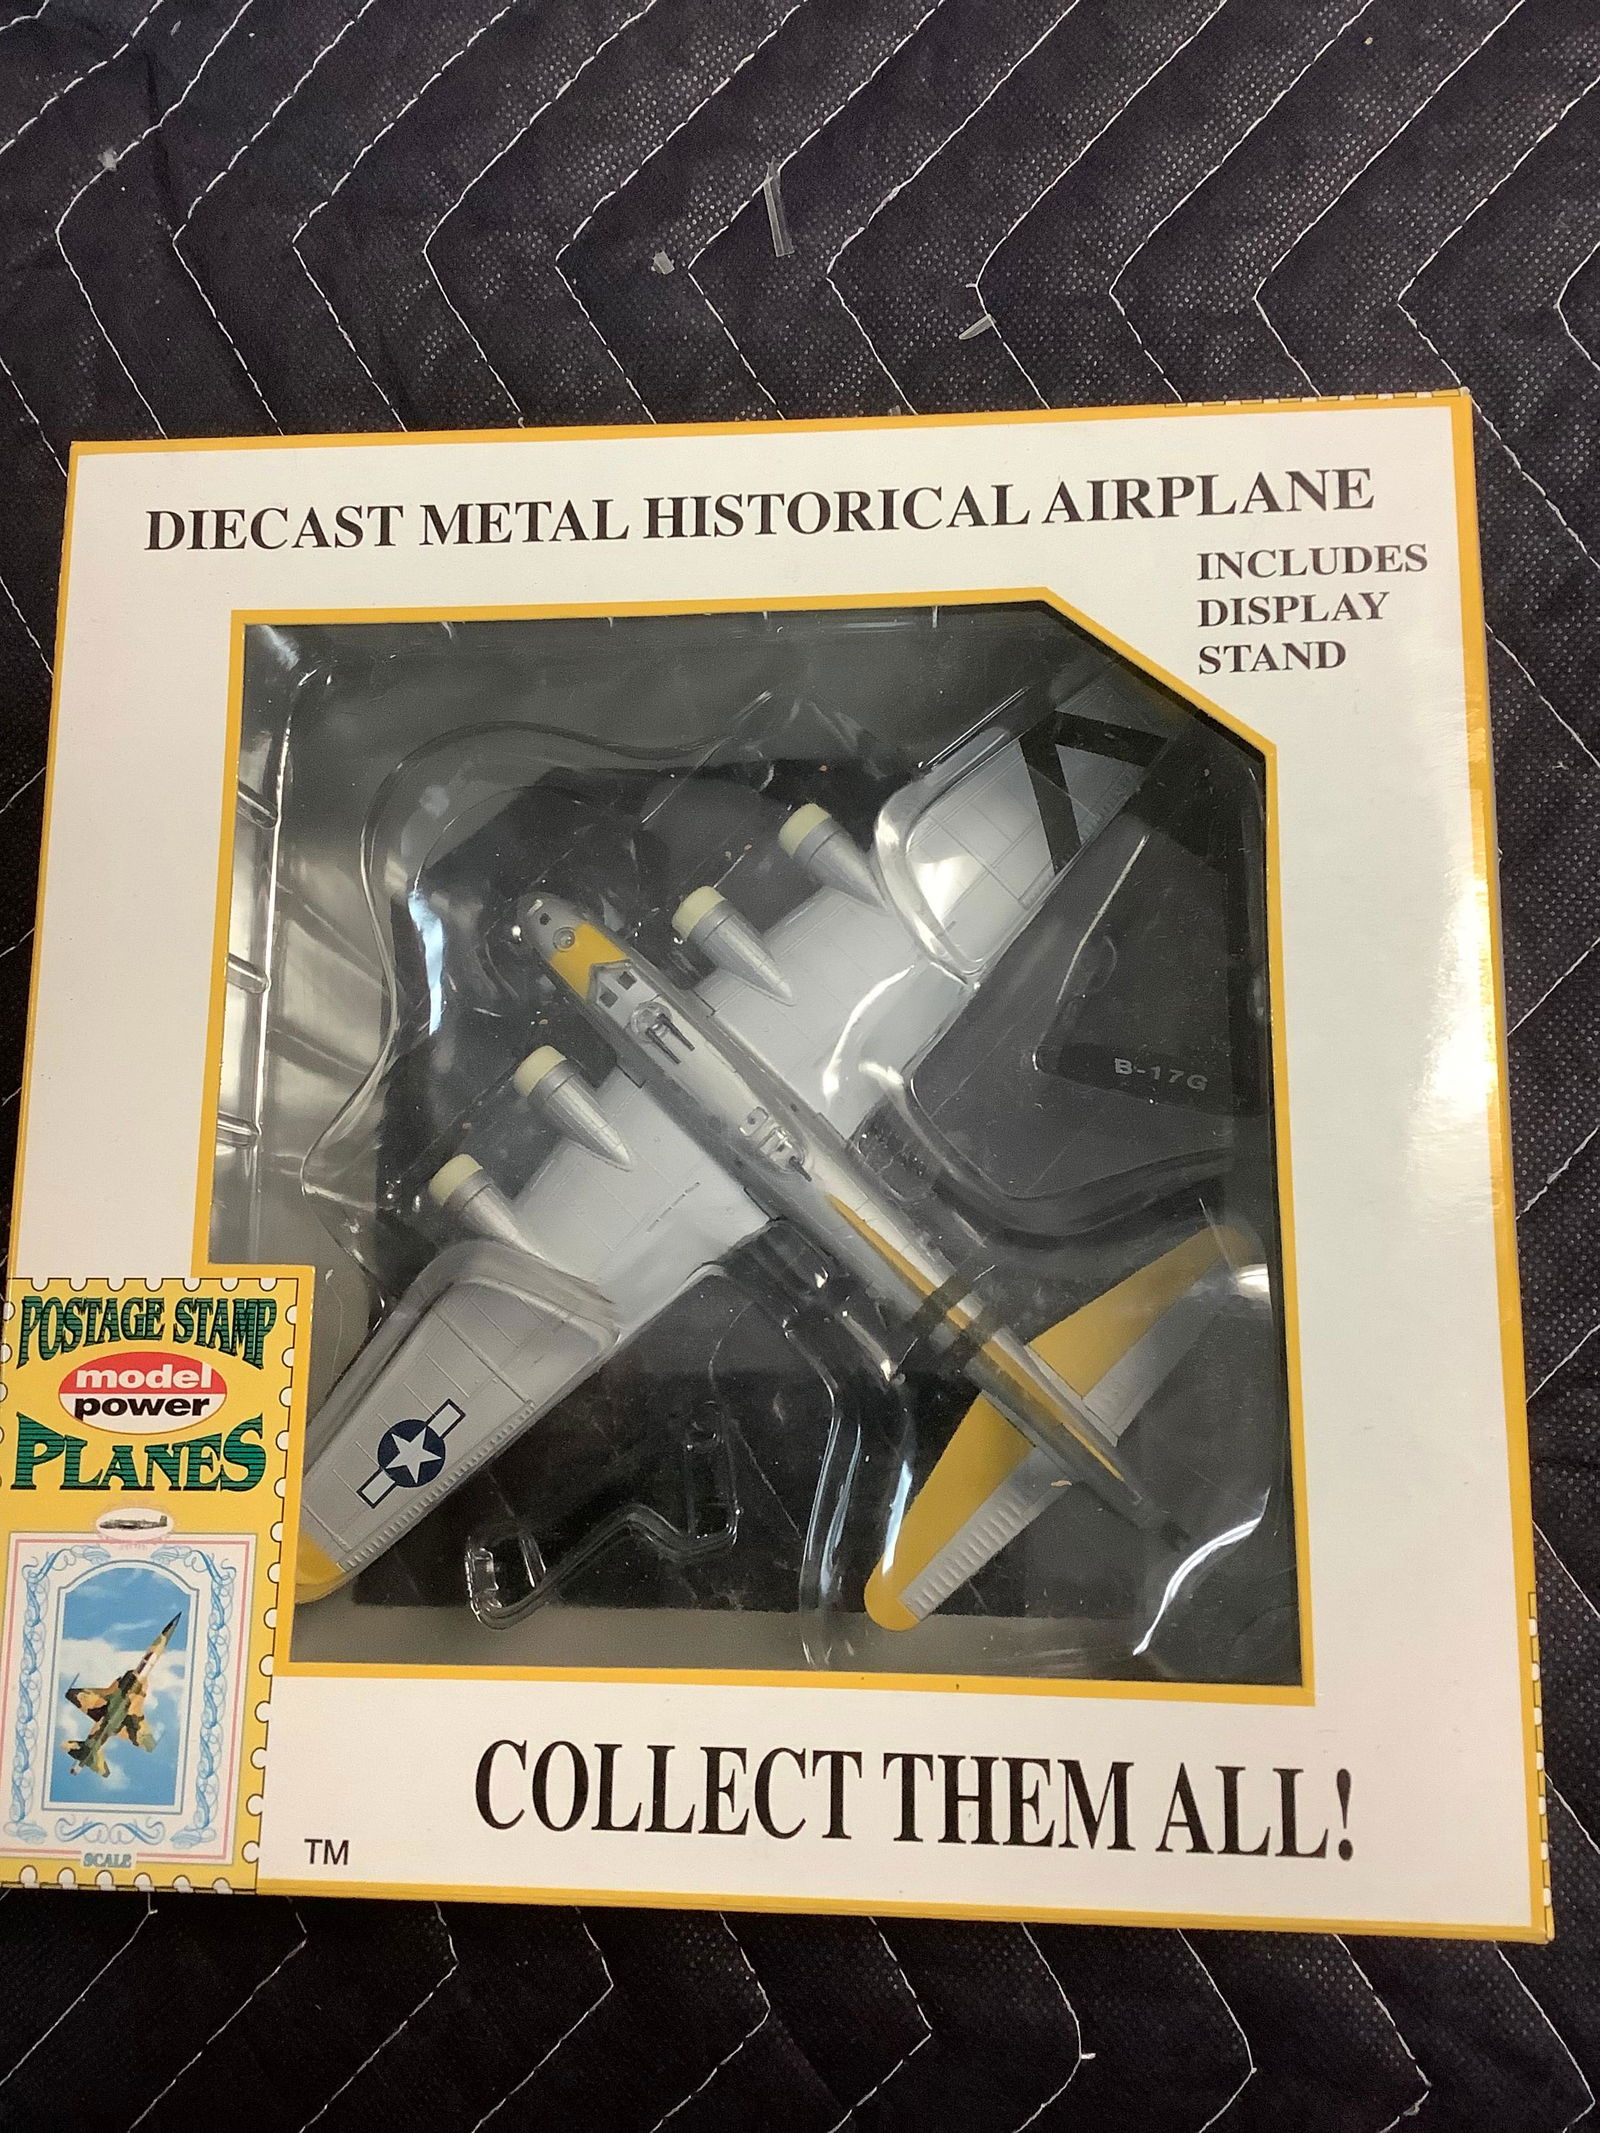 DIECAST METAL HISTORICAL AIRPLANE
INCLUDES
DISPLAY
STAND
B-17G
POSTAGE STAMP
model
power
PLANES
SCALE
TM
COLLECT THEM ALL!